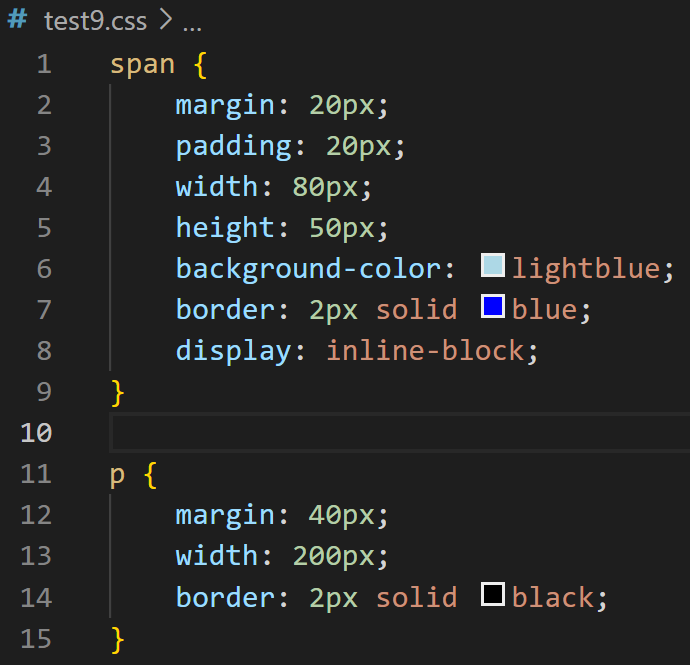 # test9.css > ...
1 span {
2     margin: 20px;
3     padding: 20px;
4     width: 80px;
5     height: 50px;
6     background-color: lightblue;
7     border: 2px solid blue;
8     display: inline-block;
9 }
10
11 p {
12     margin: 40px;
13     width: 200px;
14     border: 2px solid black;
15 }